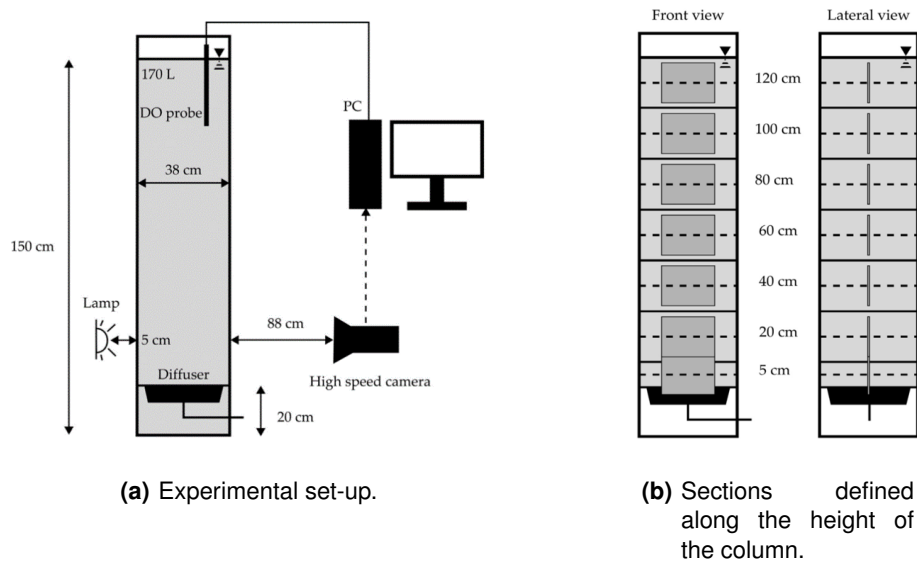 170 L
DO probe
PC
38 cm
150 cm
Lamp
5 cm
88 cm
Diffuser
High speed camera
20 cm
(a) Experimental set-up.
Front view
Lateral view
120 cm
100 cm
80 cm
60 cm
40 cm
20 cm
5 cm
(b) Sections defined
along the height of
the column.